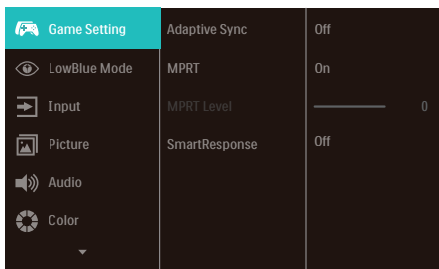 Game Setting Adaptive Sync Off
LowBlue Mode MPRT On
Input MPRT Level 0
Picture SmartResponse Off
Audio
Color